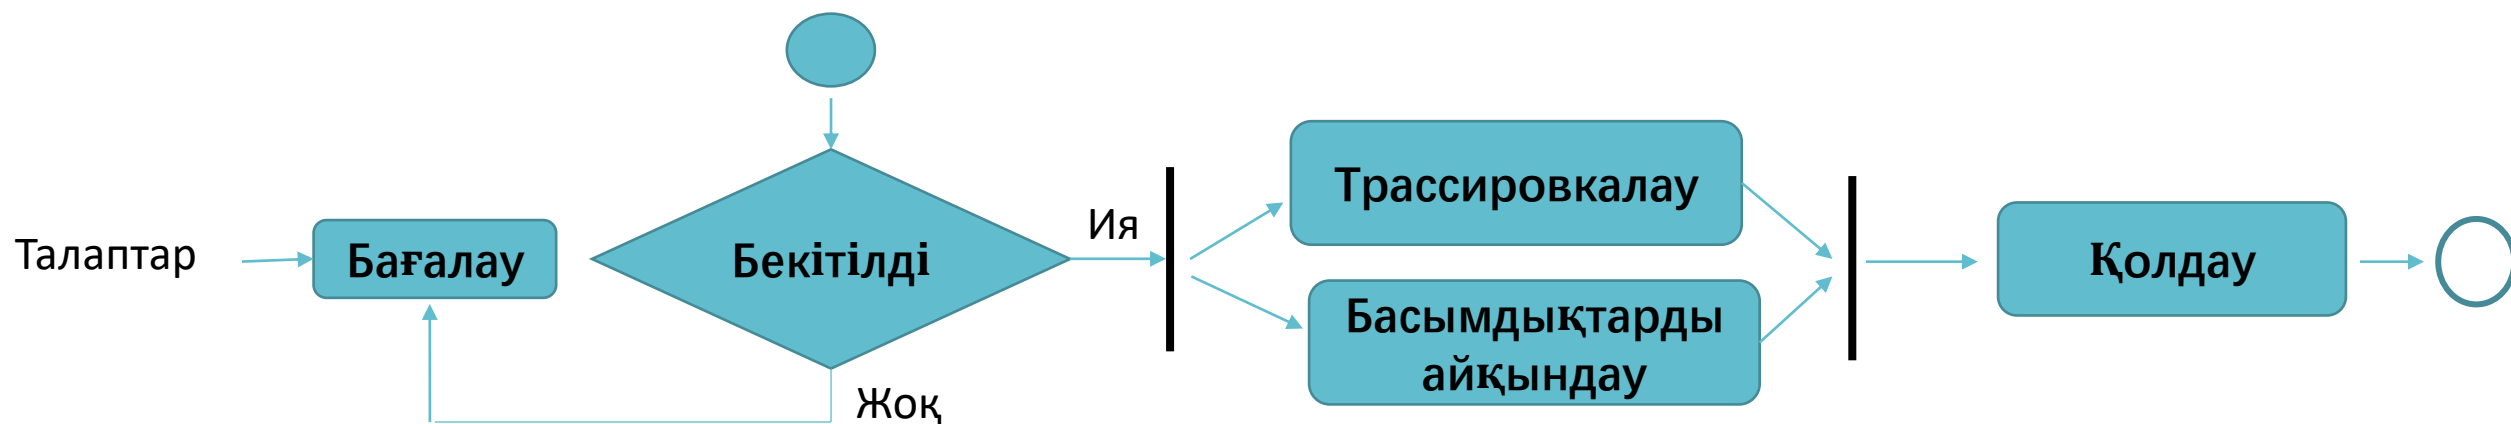 Талаптар
Бағалау
Бекітілді
Ия
Жоқ
Трассировкалау
Басымдықтарды
айқындау
Қолдау